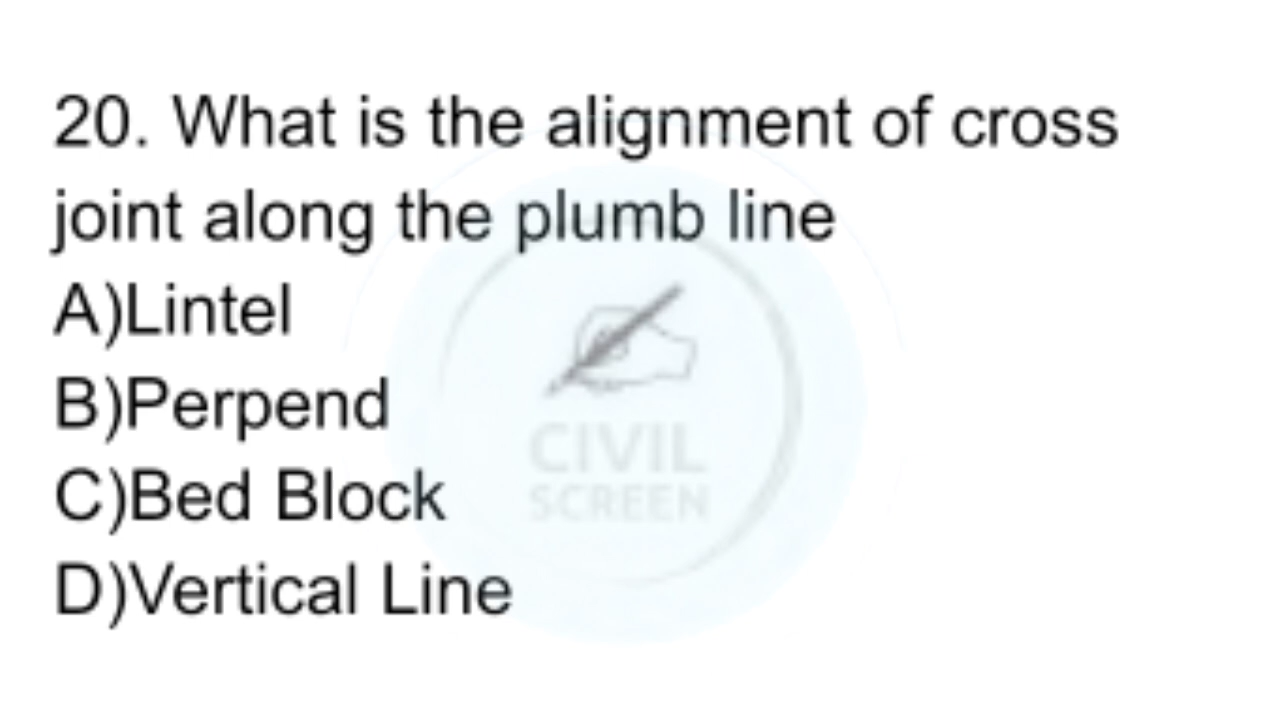 20. What is the alignment of cross
joint along the plumb line
A)Lintel
B)Perpend
C)Bed Block
D)Vertical Line
CIVIL
SCREEN